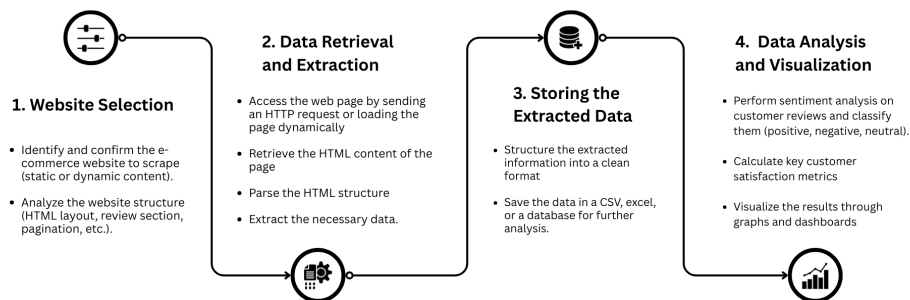 1. Website Selection
• Identify and confirm the e-
commerce website to scrape
(static or dynamic content).
• Analyze the website structure
(HTML layout, review section,
pagination, etc.).
2. Data Retrieval
and Extraction
• Access the web page by sending
an HTTP request or loading the
page dynamically
• Retrieve the HTML content of the
page
• Parse the HTML structure
• Extract the necessary data.
3. Storing the
Extracted Data
• Structure the extracted
information into a clean
format
• Save the data in a CSV, excel,
or a database for further
analysis.
4. Data Analysis
and Visualization
• Perform sentiment analysis on
customer reviews and classify
them (positive, negative, neutral).
• Calculate key customer
satisfaction metrics
• Visualize the results through
graphs and dashboards